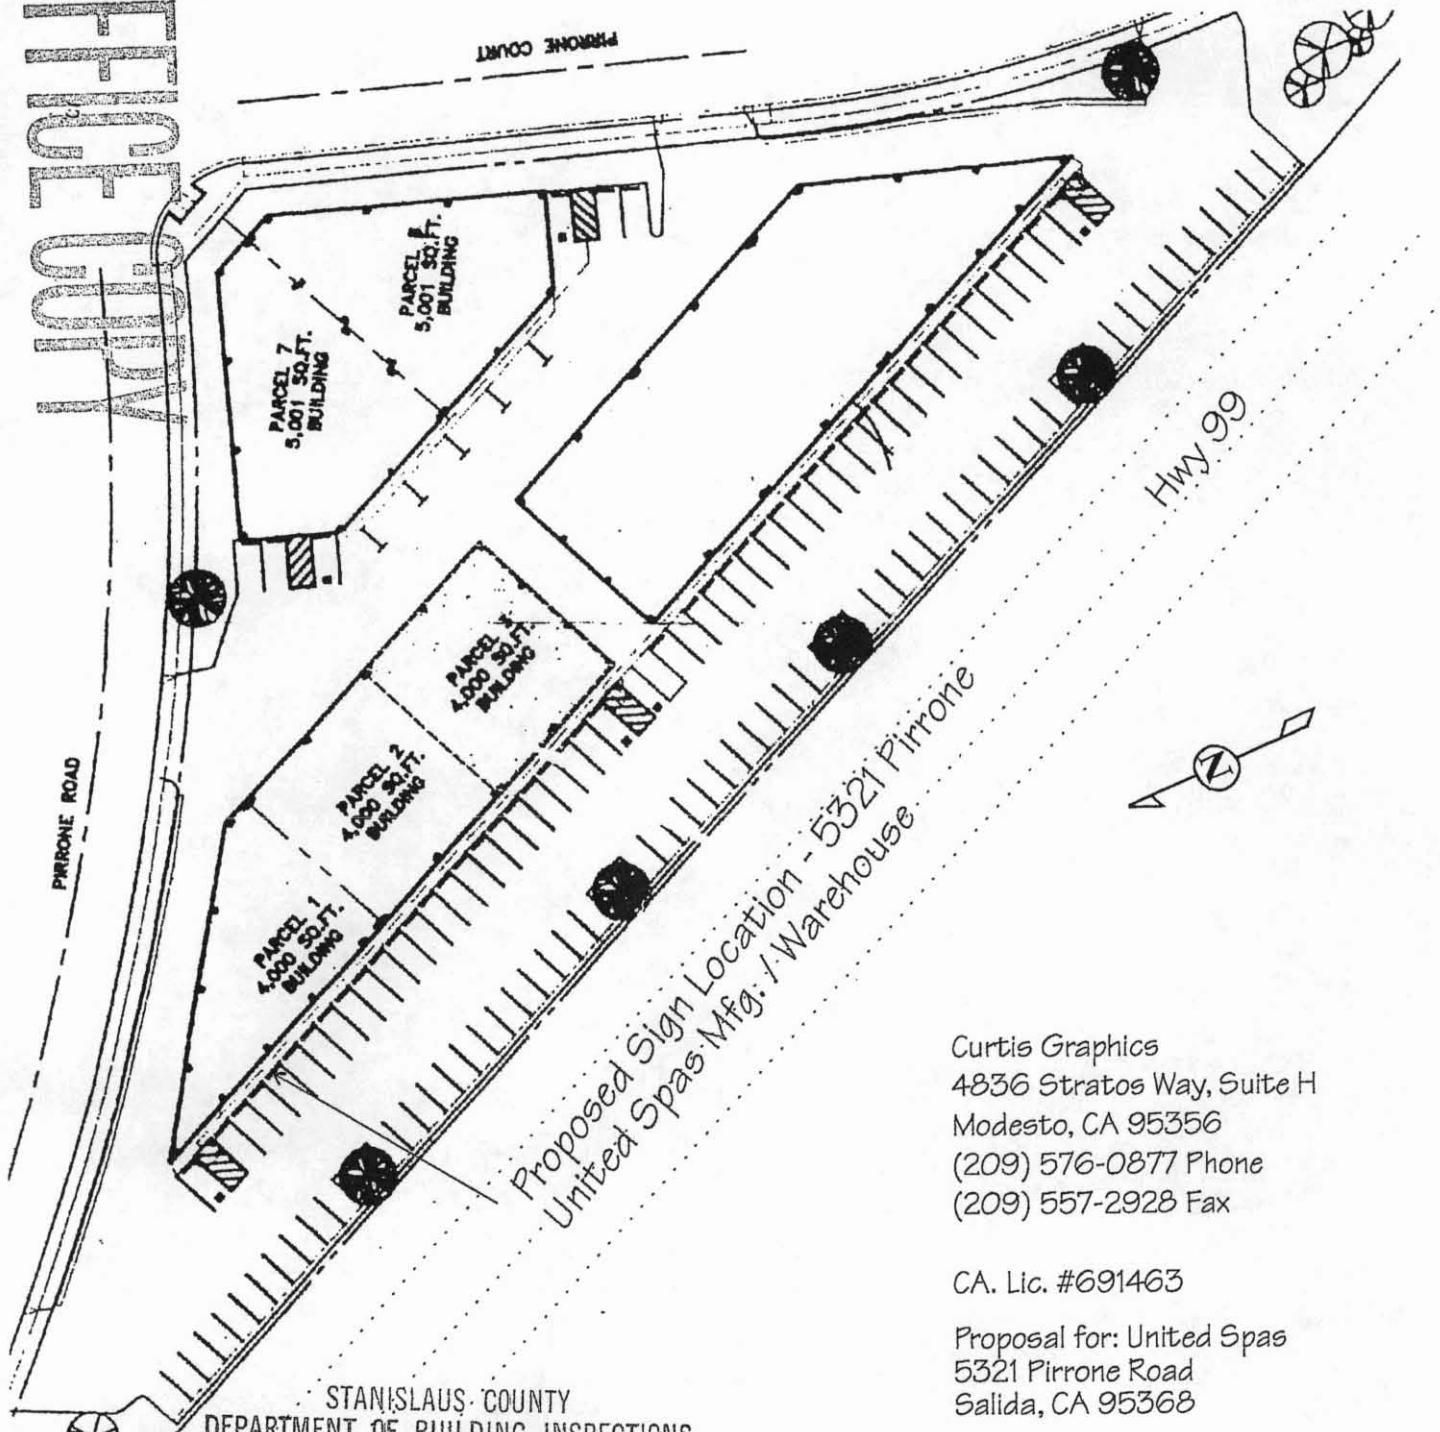 FFICE COPY
PIRRONE COURT
PARCEL 8
5,001 SQ.FT.
BUILDING
PARCEL 7
5,001 SQ.FT.
BUILDING
Hwy 99
PARCEL 3
4,000 SQ.FT.
BUILDING
PARCEL 2
4,000 SQ.FT.
BUILDING
PARCEL 1
4,000 SQ.FT.
BUILDING
PIRRONE ROAD
N
Proposed Sign Location - 5321 Pirrone
United Spas Mfg. / Warehouse
Curtis Graphics
4836 Stratos Way, Suite H
Modesto, CA 95356
(209) 576-0877 Phone
(209) 557-2928 Fax
CA. Lic. #691463
Proposal for: United Spas
5321 Pirrone Road
Salida, CA 95368
STANISLAUS COUNTY
DEPARTMENT OF BUILDING INSPECTIONS